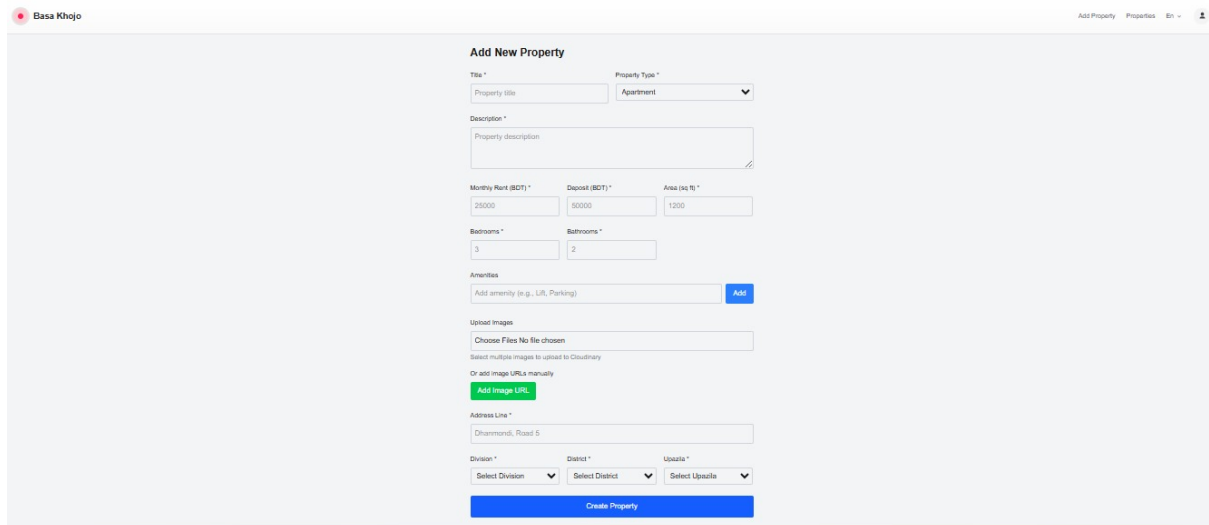 Basa Khojo
Add Property Properties En
Add New Property
Title * Property Type *
Property title Apartment
Description *
Property description
Monthly Rent (BDT) * Deposit (BDT) * Area (sq ft) *
25000 50000 1200
Bedrooms * Bathrooms *
3 2
Amenities
Add amenity (e.g., Lift, Parking) Add
Upload Images
Choose Files No file chosen
Select multiple images to upload to Cloudinary
Or add image URLs manually
Add Image URL
Address Line *
Dhanmondi, Road 5
Division * District * Upazila *
Select Division Select District Select Upazila
Create Property